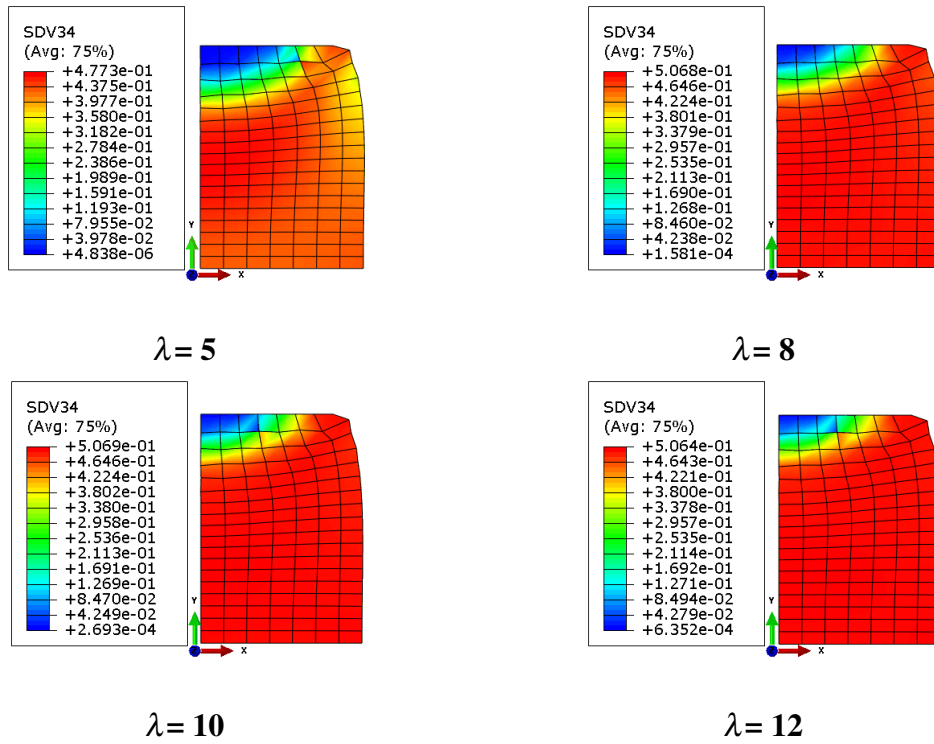 SDV34
(Avg: 75%)
+4.773e-01
+4.375e-01
+3.977e-01
+3.580e-01
+3.182e-01
+2.784e-01
+2.386e-01
+1.989e-01
+1.591e-01
+1.193e-01
+7.955e-02
+3.978e-02
+4.838e-06
Y
X
λ = 5
SDV34
(Avg: 75%)
+5.068e-01
+4.646e-01
+4.224e-01
+3.801e-01
+3.379e-01
+2.957e-01
+2.535e-01
+2.113e-01
+1.690e-01
+1.268e-01
+8.460e-02
+4.238e-02
+1.581e-04
Y
X
λ = 8
SDV34
(Avg: 75%)
+5.069e-01
+4.646e-01
+4.224e-01
+3.802e-01
+3.380e-01
+2.958e-01
+2.536e-01
+2.113e-01
+1.691e-01
+1.269e-01
+8.470e-02
+4.249e-02
+2.693e-04
Y
X
λ = 10
SDV34
(Avg: 75%)
+5.064e-01
+4.643e-01
+4.221e-01
+3.800e-01
+3.378e-01
+2.957e-01
+2.535e-01
+2.114e-01
+1.692e-01
+1.271e-01
+8.494e-02
+4.279e-02
+6.352e-04
Y
X
λ = 12